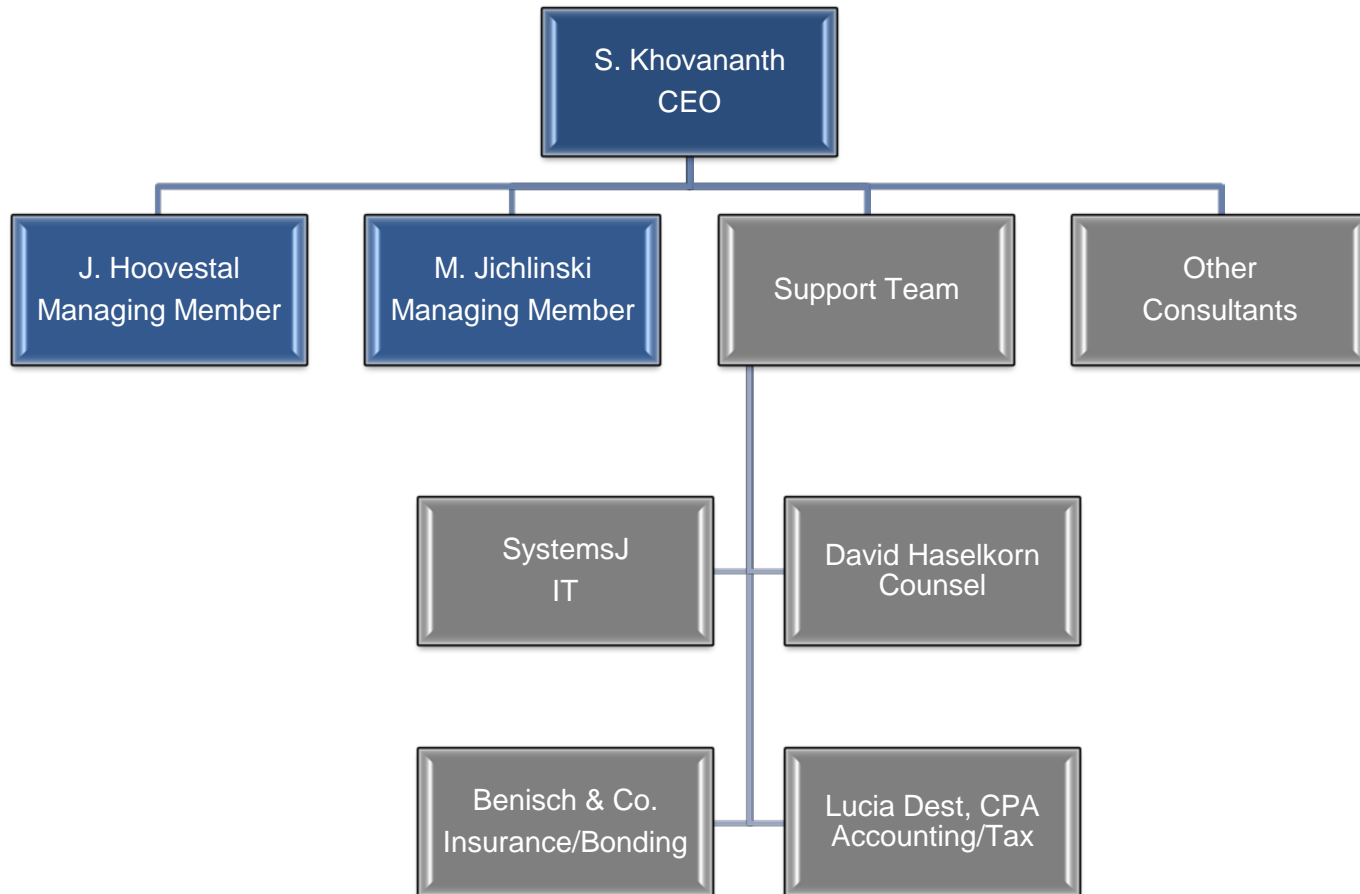 S. Khovananth
CEO
J. Hoovestal
Managing Member
M. Jichlinski
Managing Member
Support Team
Other
Consultants
SystemsJ
IT
David Haselkorn
Counsel
Benisch & Co.
Insurance/Bonding
Lucia Dest, CPA
Accounting/Tax